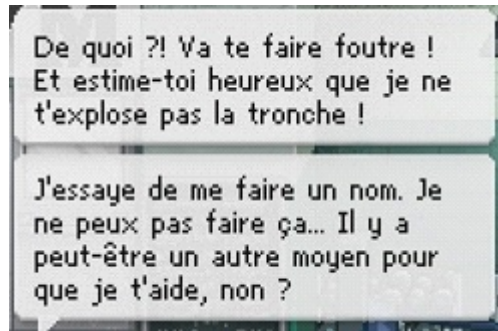 De quoi ?! Va te faire foutre !
Et estime-toi heureux que je ne
t'explose pas la tronche !
J'essaye de me faire un nom. Je
ne peux pas faire ça... Il y a
peut-être un autre moyen pour
que je t'aide, non ?